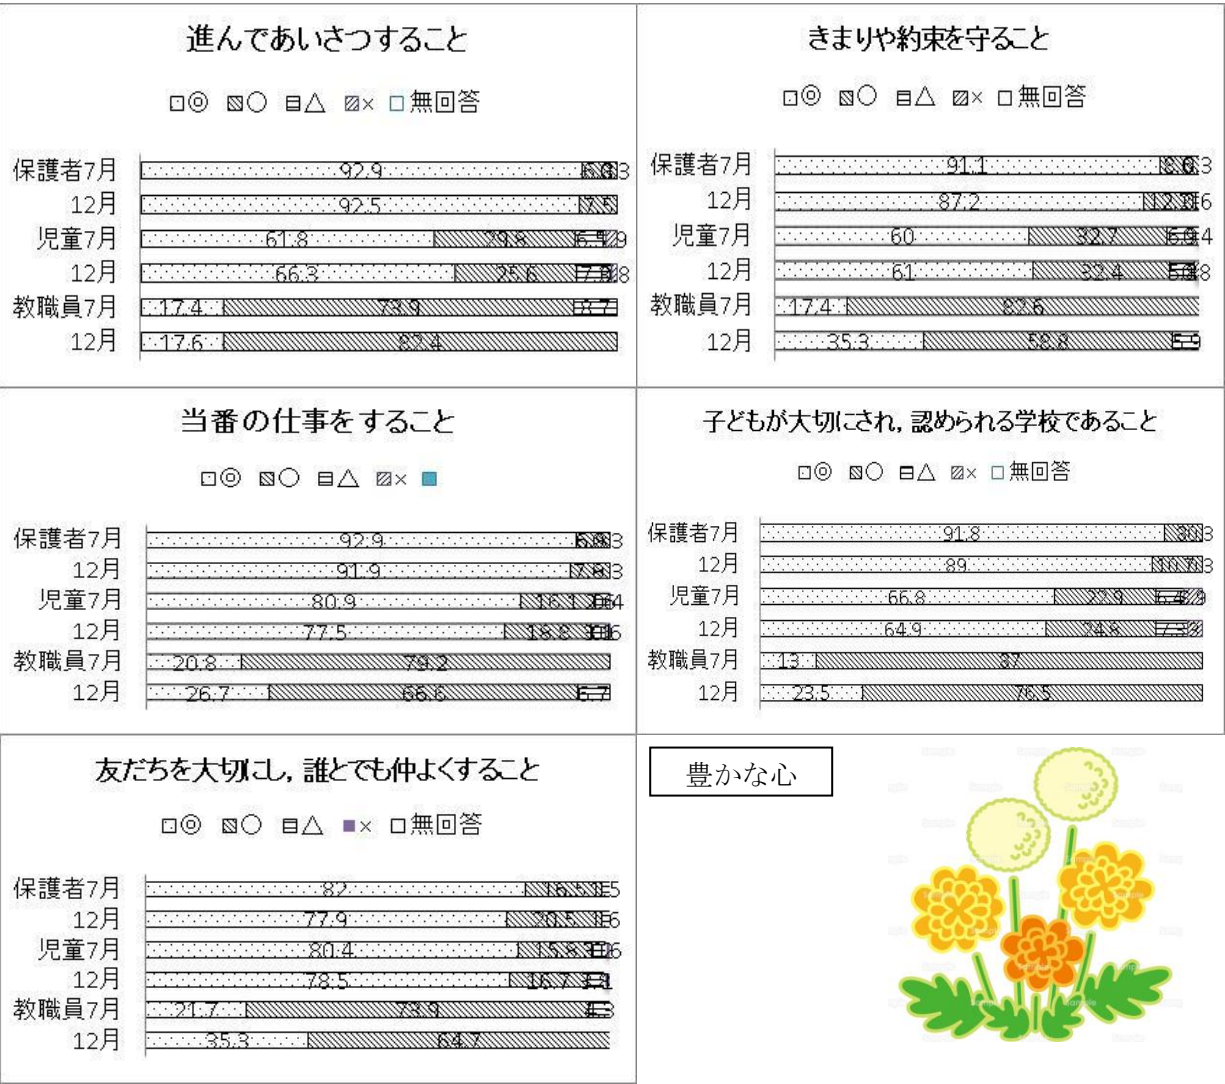 進んであいさつすること
◎ ○ △ × 無回答
保護者7月 92.9
12月 92.5 7.5
児童7月 61.8 29.8
12月 66.3 25.6
教職員7月 17.4 73.9 8.7
12月 17.6 82.4
きまりや約束を守ること
◎ ○ △ × 無回答
保護者7月 91.1
12月 87.2
児童7月 60 32.7
12月 61 32.4
教職員7月 17.4 82.6
12月 35.3 58.8 5.9
当番の仕事をすること
◎ ○ △ ×
保護者7月 92.9
12月 91.9
児童7月 80.9 16.1
12月 77.5 18.8
教職員7月 20.8 79.2
12月 26.7 66.6 6.7
子どもが大切にされ，認められる学校であること
◎ ○ △ × 無回答
保護者7月 91.8
12月 89
児童7月 66.8 22.9
12月 64.9 24.8
教職員7月 13 87
12月 23.5 76.5
友だちを大切にし，誰とでも仲よくすること
◎ ○ △ × 無回答
保護者7月 82 16.5
12月 77.9 20.5
児童7月 80.4 15.8
12月 78.5 16.7
教職員7月 21.7 73.9 4.3
12月 35.3 64.7
豊かな心